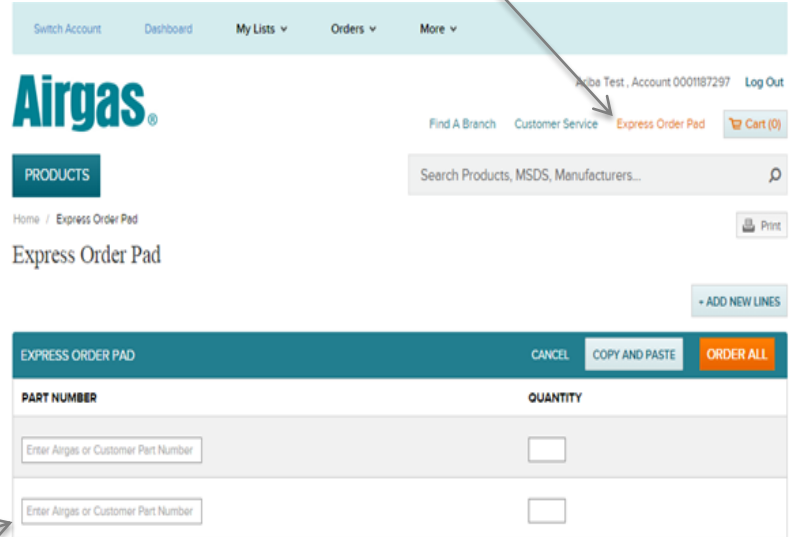 Switch Account Dashboard My Lists Orders More
Airgas®
Ariba Test , Account 0001187297 Log Out
Find A Branch Customer Service Express Order Pad Cart (0)
PRODUCTS
Search Products, MSDS, Manufacturers...
Home / Express Order Pad
Print
Express Order Pad
+ ADD NEW LINES
EXPRESS ORDER PAD CANCEL COPY AND PASTE ORDER ALL
PART NUMBER QUANTITY
Enter Airgas or Customer Part Number
Enter Airgas or Customer Part Number